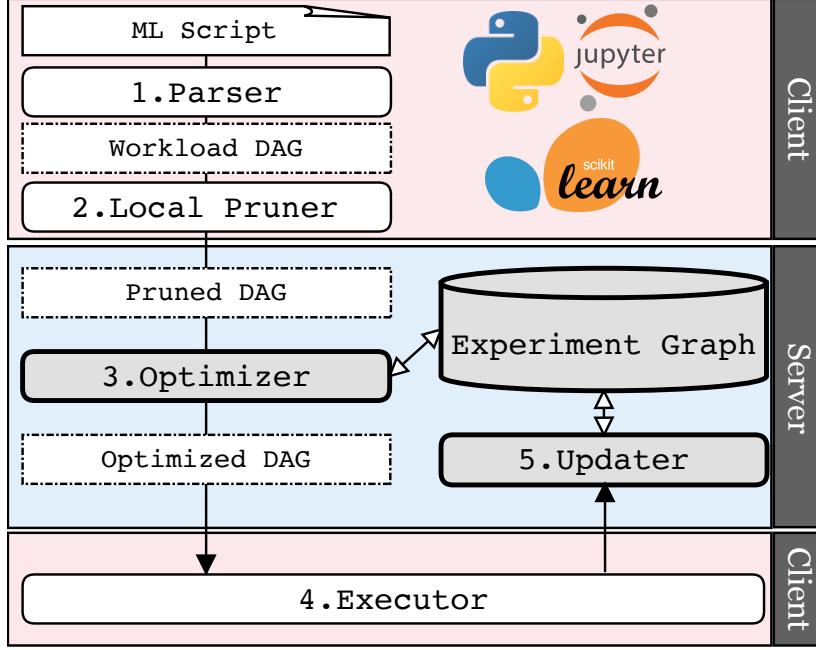 ML Script
1.Parser
Workload DAG
2.Local Pruner
jupyter
scikit
learn
Client
Pruned DAG
3.Optimizer
Optimized DAG
Experiment Graph
5.Updater
Server
4.Executor
Client